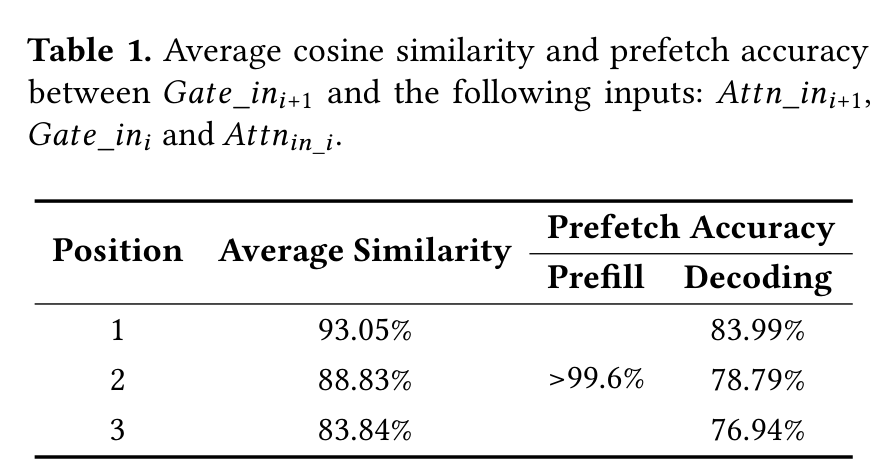 Table 1. Average cosine similarity and prefetch accuracy
between Gate_in_{i+1} and the following inputs: Attn_in_{i+1},
Gate_in_i and Attn_{in_i}.
Position Average Similarity Prefetch Accuracy
Prefill Decoding
1 93.05% 83.99%
2 88.83% >99.6% 78.79%
3 83.84% 76.94%